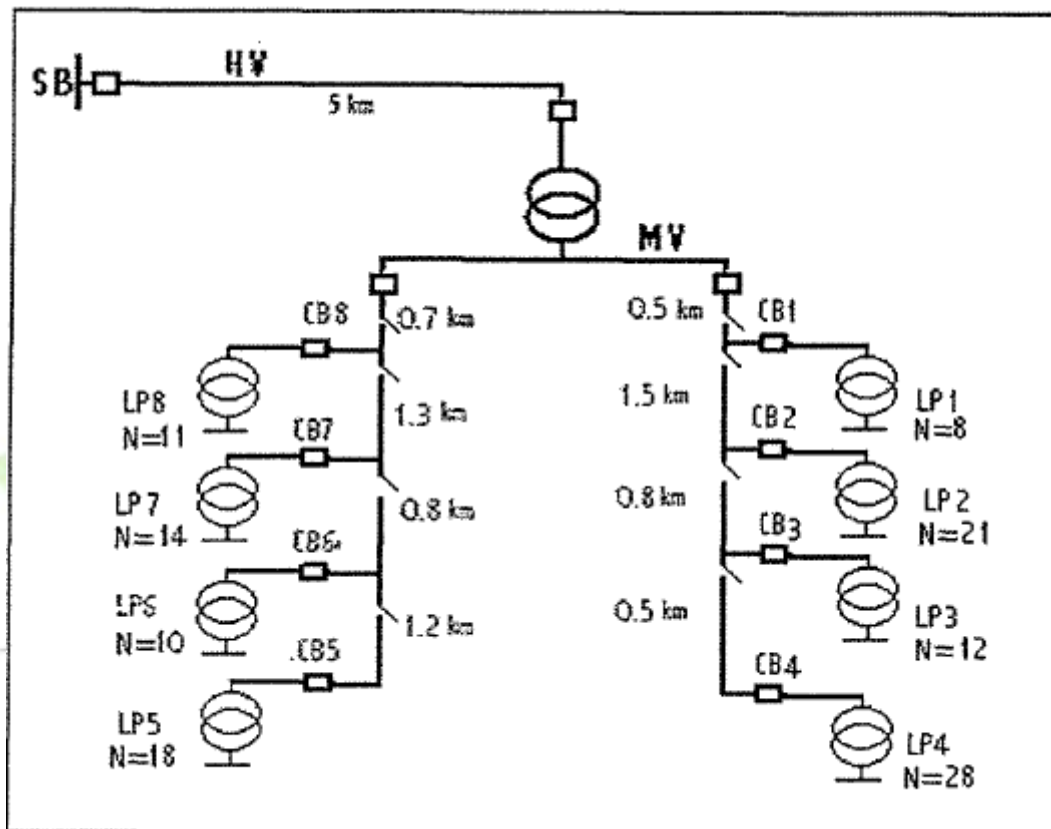 HV
SB
5 km
MV
CB8
0.7 km
0.5 km
CB1
LP8
N=11
1.3 km
1.5 km
LP1
N=8
CB7
CB2
LP7
N=14
0.8 km
0.8 km
LP2
N=21
CB6
CB3
LP6
N=10
1.2 km
0.5 km
LP3
N=12
.CB5
CB4
LP5
N=18
LP4
N=28